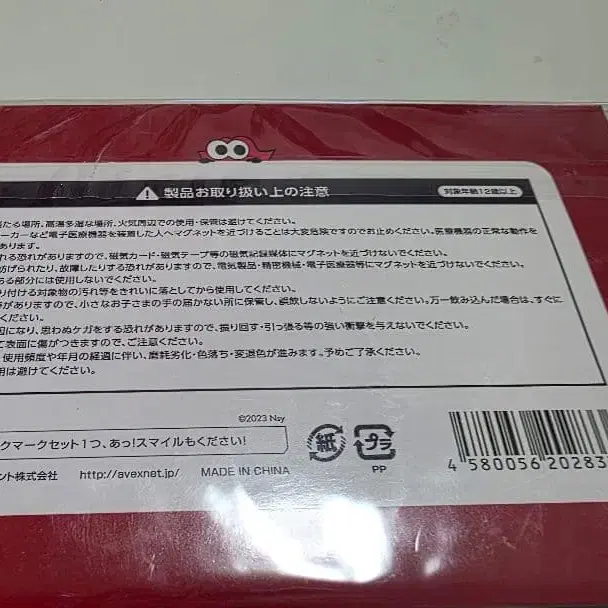 製品お取り扱い上の注意
対象年齢12歳以上
たる場所、高温多湿な場所、火気周辺での使用・保管は避けてください。
ーカーなど電子医療機器を装着した人へマグネットを近づけることは大変危険ですのでお止めください。医療機器の正常な動作を
あります。
れる恐れがありますので、磁気カード・磁気テープ等の磁気記録媒体にマグネットを近づけないでください。
妨げられたり、故障したりする恐れがありますので、電気製品・精密機械・電子医療器等にマグネットを近づけないでください。
ある部分には使用しないでください。
り付ける対象物の汚れ等をきれいに落としてから使用してください。
がありますので、小さなお子さまの手の届かない所に保管し、誤飲しないようにご注意ください。万一飲み込んだ場合は、すぐに
ください。
因になり、思わぬケガをする恐れがありますので、振り回す・引っ張る等の強い衝撃を与えないでください。
て表面に傷がつきますので、ご注意ください。
使用頻度や年月の経過に伴い、磨耗劣化・色落ち・変退色が進みます。予めご了承ください。
用は避けてください。
©2023 Nsy
クマークセット1つ、あっ!スマイルもください!
紙
プラ
PP
ント株式会社 http://avexnet.jp/ MADE IN CHINA
4 580056 20283